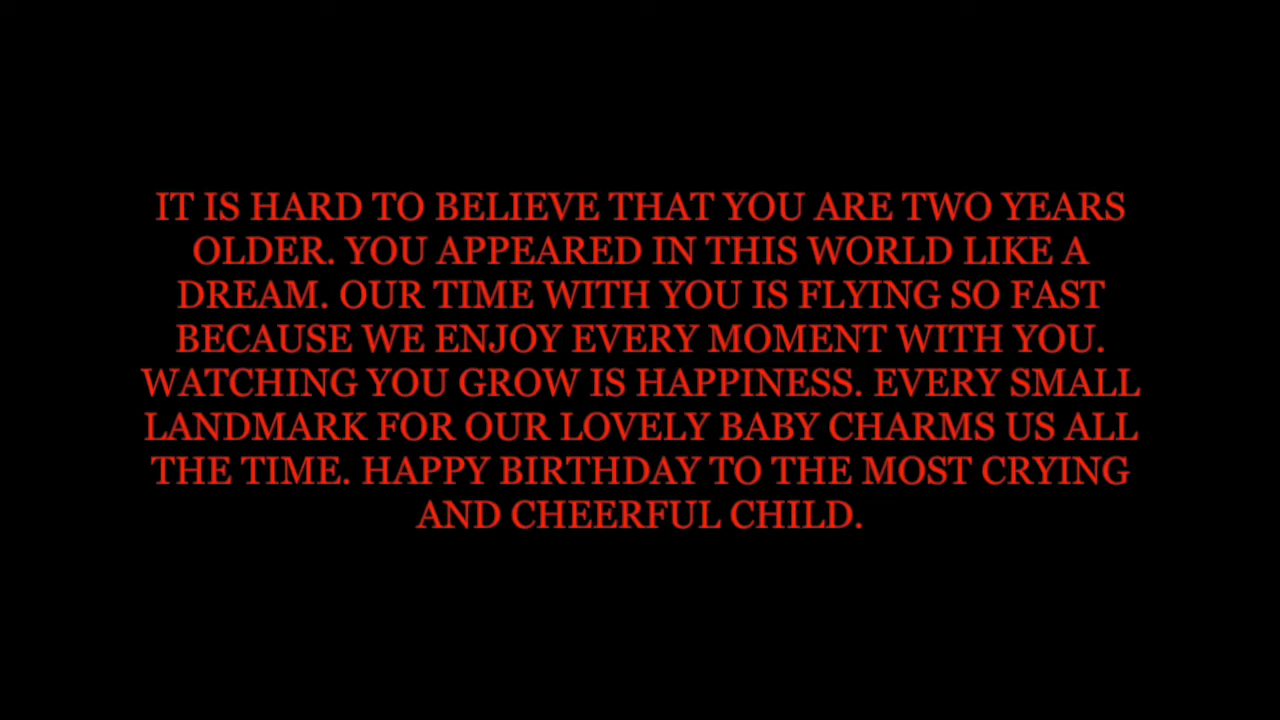 IT IS HARD TO BELIEVE THAT YOU ARE TWO YEARS
OLDER. YOU APPEARED IN THIS WORLD LIKE A
DREAM. OUR TIME WITH YOU IS FLYING SO FAST
BECAUSE WE ENJOY EVERY MOMENT WITH YOU.
WATCHING YOU GROW IS HAPPINESS. EVERY SMALL
LANDMARK FOR OUR LOVELY BABY CHARMS US ALL
THE TIME. HAPPY BIRTHDAY TO THE MOST CRYING
AND CHEERFUL CHILD.